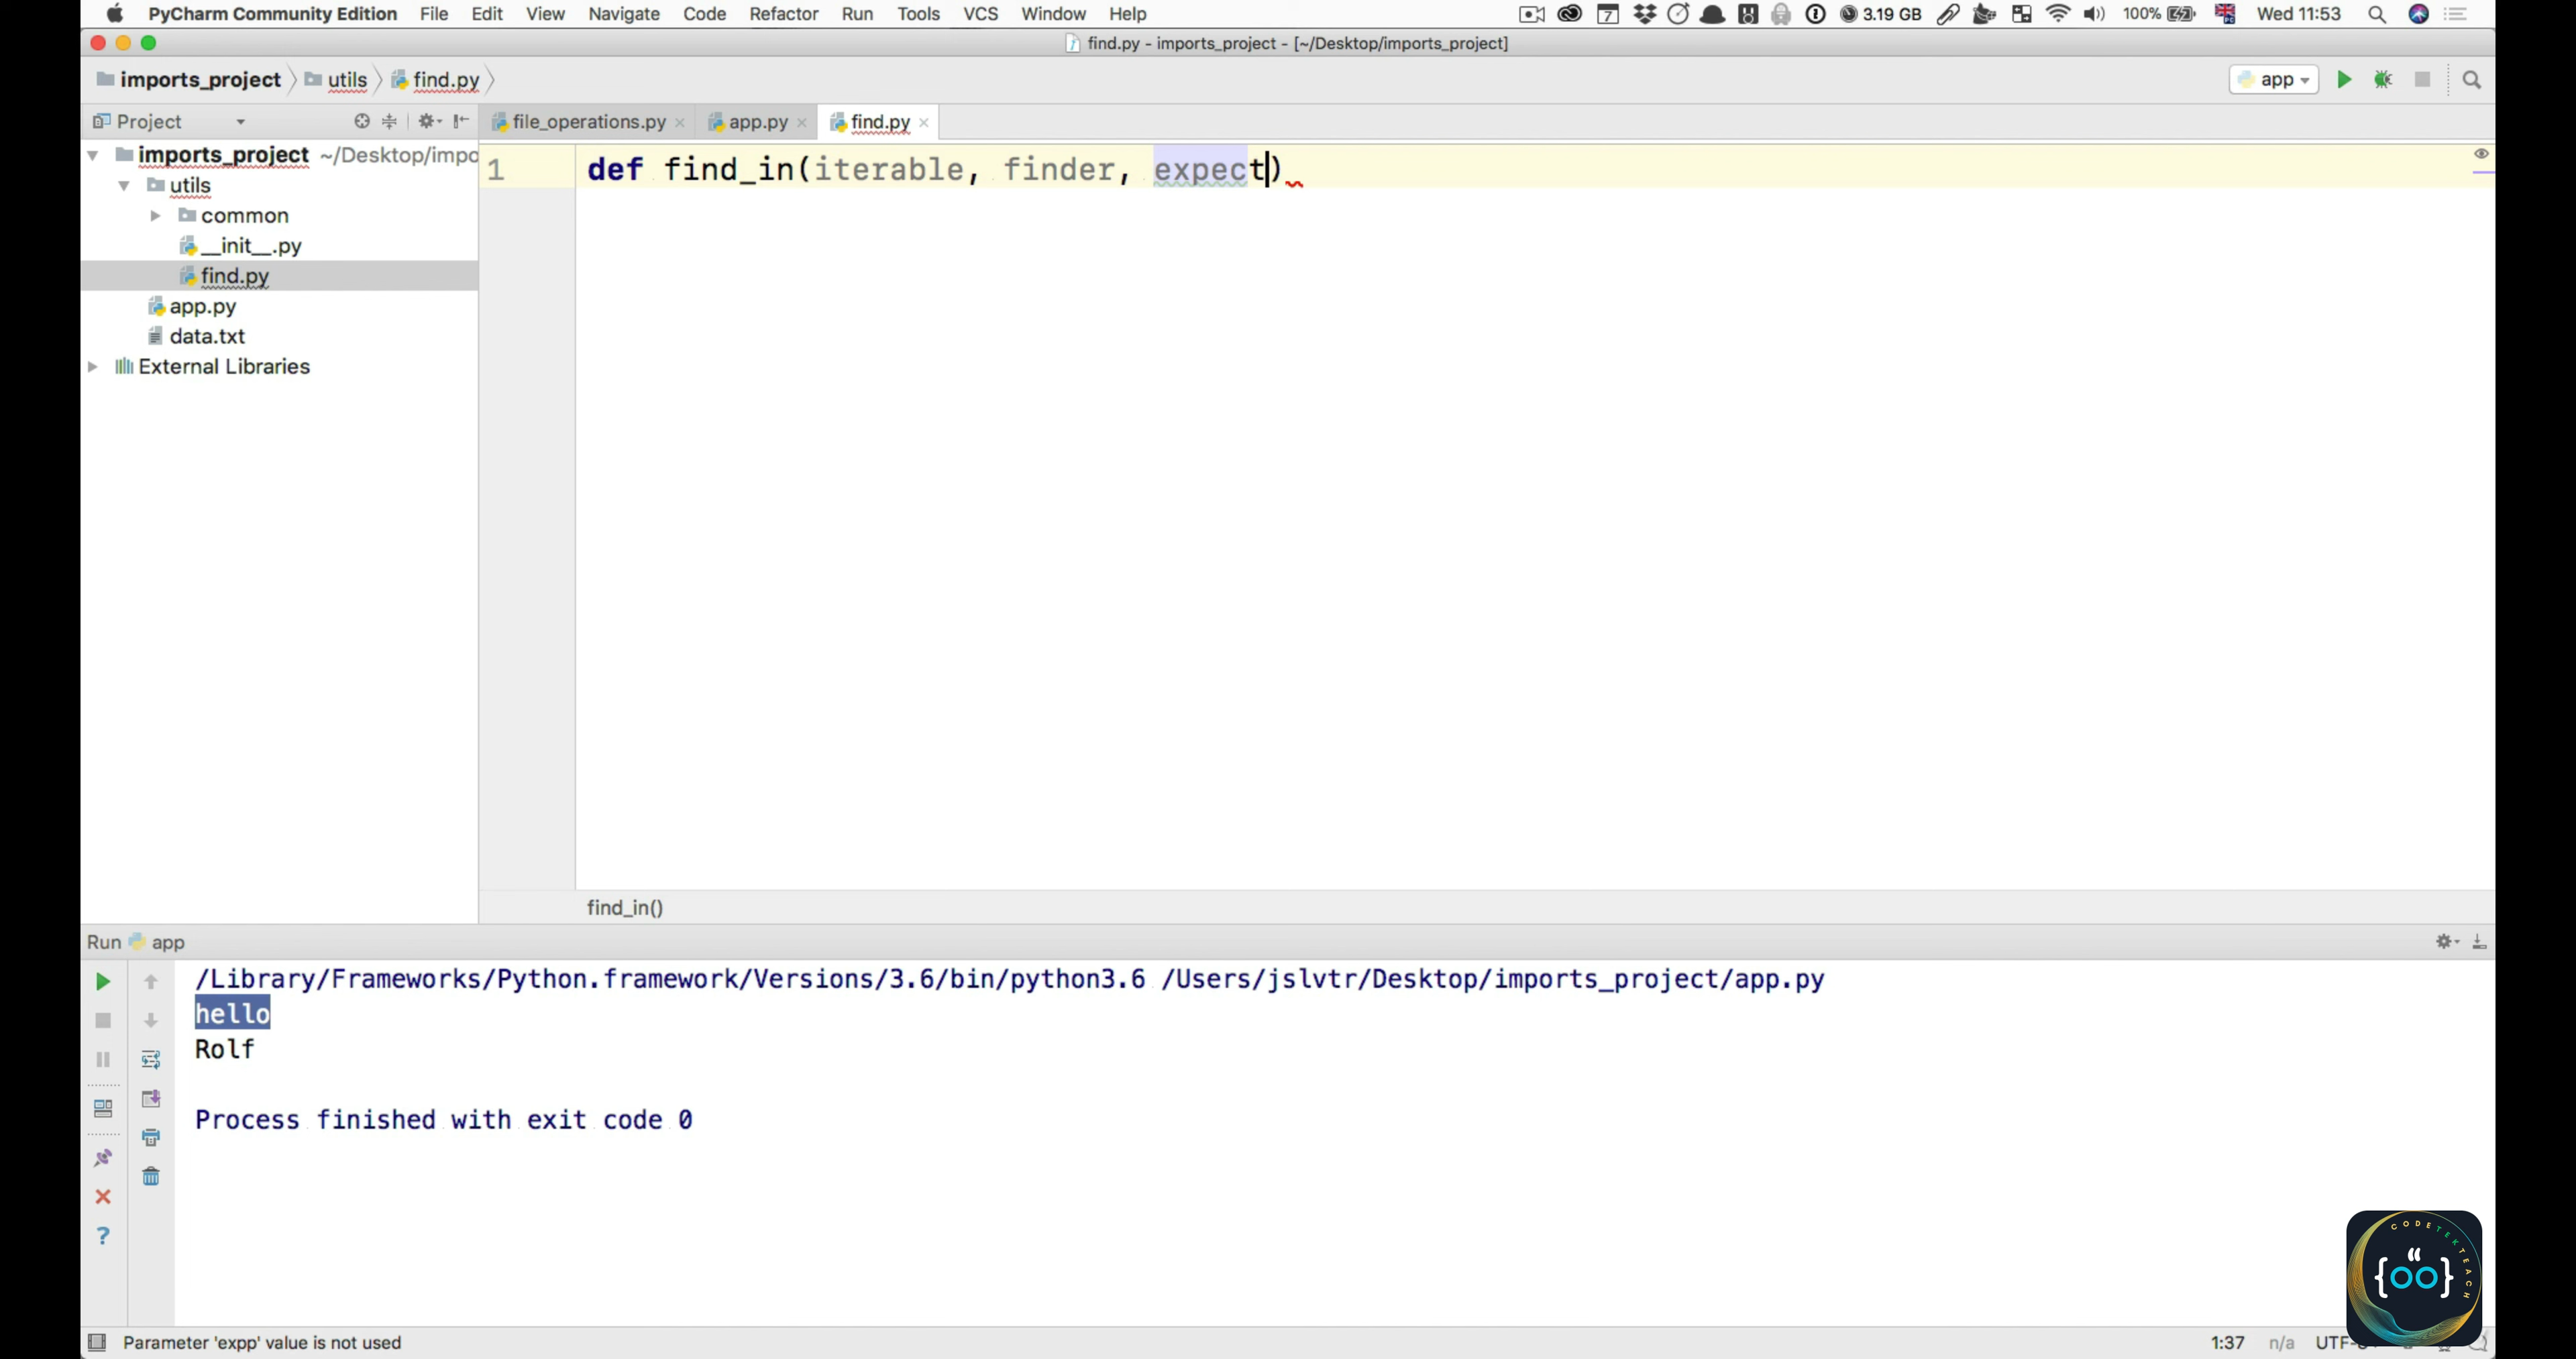 PyCharm Community Edition File Edit View Navigate Code Refactor Run Tools VCS Window Help 3.19 GB 100% Wed 11:53
find.py - imports_project - [~/Desktop/imports_project]
imports_project utils find.py app
Project file_operations.py app.py find.py
imports_project ~/Desktop/impo
utils
common
__init__.py
find.py
app.py
data.txt
External Libraries
1 def find_in(iterable, finder, expect)
find_in()
Run app
/Library/Frameworks/Python.framework/Versions/3.6/bin/python3.6 /Users/jslvtr/Desktop/imports_project/app.py
hello
Rolf
Process finished with exit code 0
CODETEKTEACH
Parameter 'expp' value is not used 1:37 n/a UTF-